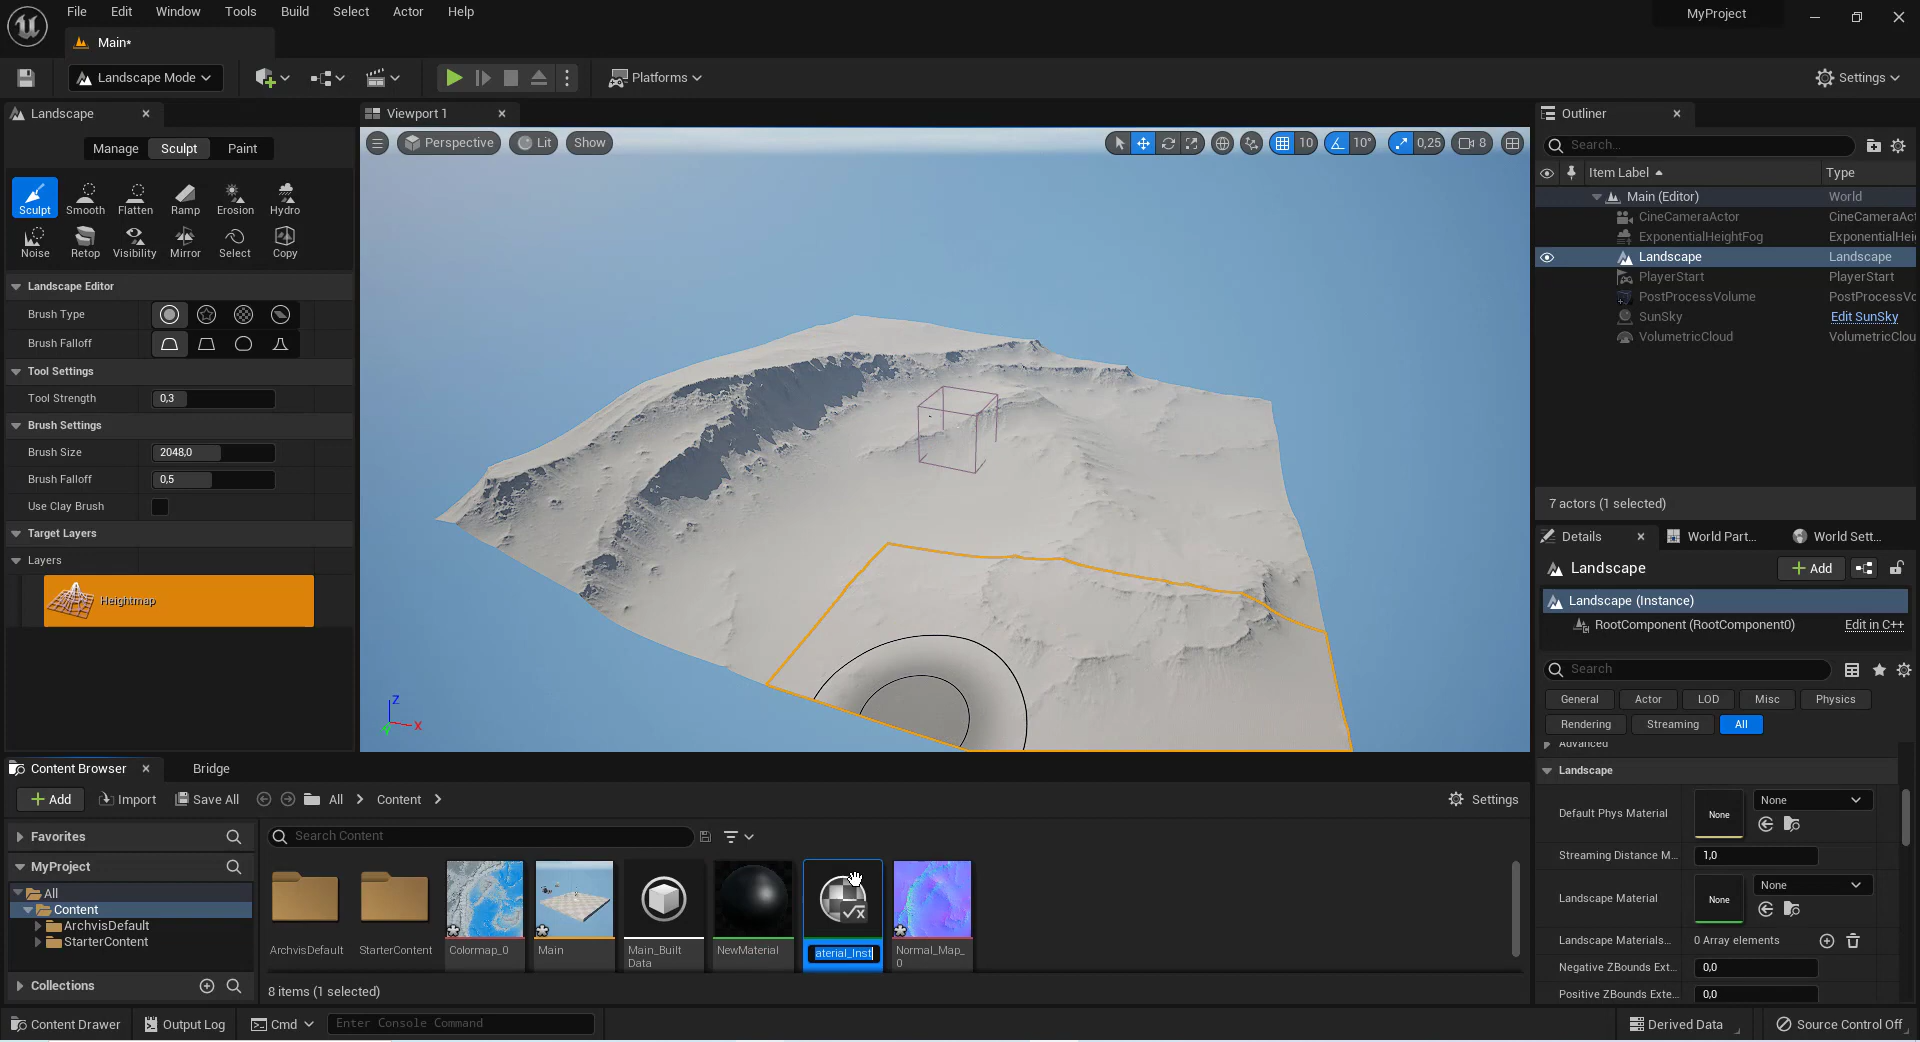 File Edit Window Tools Build Select Actor Help
MyProject
Main*
Landscape Mode
Platforms
Settings
Landscape
Manage Sculpt Paint
Sculpt Smooth Flatten Ramp Erosion Hydro
Noise Retop Visibility Mirror Select Copy
Landscape Editor
Brush Type
Brush Falloff
Tool Settings
Tool Strength 0,3
Brush Settings
Brush Size 2048,0
Brush Falloff 0,5
Use Clay Brush
Target Layers
Layers
Heightmap
Viewport 1
Perspective Lit Show
10 10° 0,25 8
Z
X
Y
Outliner
Search...
Item Label Type
Main (Editor) World
CineCameraActor CineCameraAct
ExponentialHeightFog ExponentialHei
Landscape Landscape
PlayerStart PlayerStart
PostProcessVolume PostProcessVo
SunSky Edit SunSky
VolumetricCloud VolumetricClou
7 actors (1 selected)
Details World Part... World Sett...
Landscape Add
Landscape (Instance)
RootComponent (RootComponent0) Edit in C++
Search
General Actor LOD Misc Physics
Rendering Streaming All
Advanced
Landscape
Default Phys Material None None
Streaming Distance M... 1,0
Landscape Material None None
Landscape Materials... 0 Array elements
Negative ZBounds Ext... 0,0
Positive ZBounds Exte... 0,0
Content Browser Bridge
Add Import Save All All Content Settings
Favorites
MyProject
All
Content
ArchvisDefault
StarterContent
Collections
Search Content
ArchvisDefault
StarterContent
Colormap_0
Main
Main_Built
Data
NewMaterial
aterial_Inst
Normal_Map_
0
8 items (1 selected)
Content Drawer Output Log Cmd Enter Console Command Derived Data Source Control Off